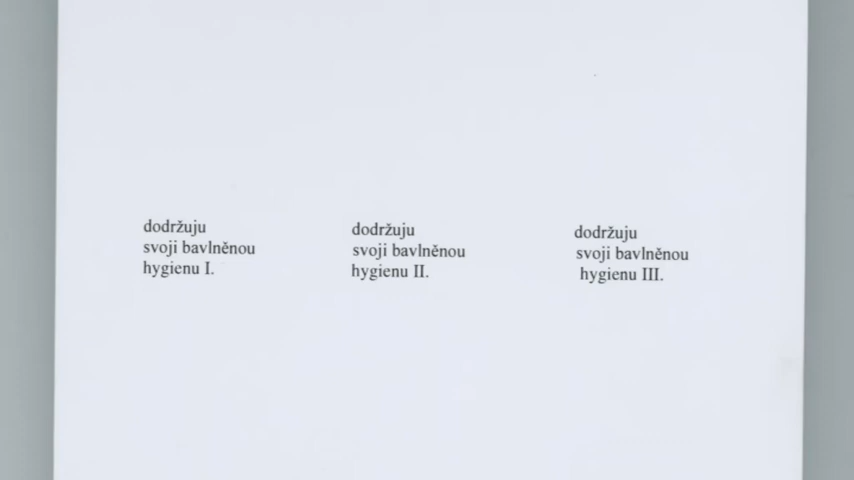 dodržuju
svoji bavlněnou
hygienu I.
dodržuju
svoji bavlněnou
hygienu II.
dodržuju
svoji bavlněnou
hygienu III.